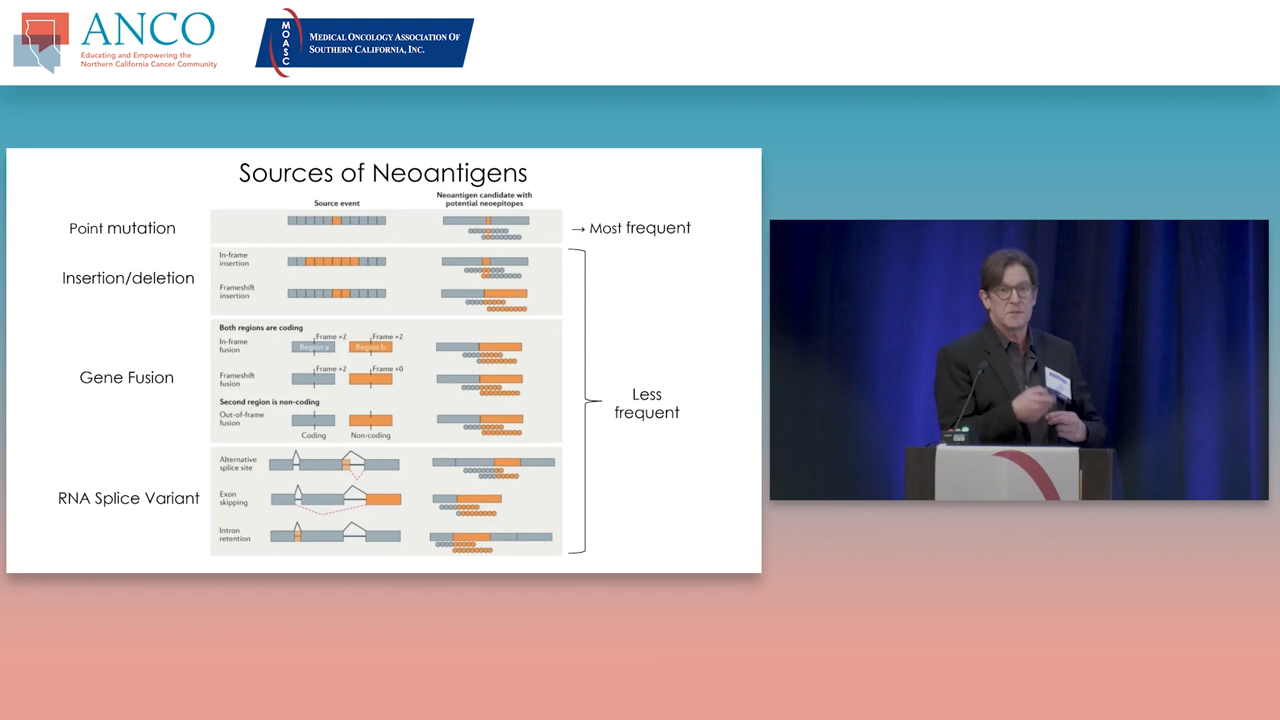 ANCO
Educating and Empowering the
Northern California Cancer Community
MOASC
MEDICAL ONCOLOGY ASSOCIATION OF
SOUTHERN CALIFORNIA, INC.
Sources of Neoantigens
Source event
Neoantigen candidate with
potential neoepitopes
Point mutation
→ Most frequent
Insertion/deletion
In-frame
insertion
Frameshift
insertion
Gene Fusion
Both regions are coding
In-frame
fusion
Frame +2
Frame +2
Region a
Region b
Frameshift
fusion
Frame +2
Frame +0
Second region is non-coding
Out-of-frame
fusion
Coding
Non-coding
Less
frequent
RNA Splice Variant
Alternative
splice site
Exon
skipping
Intron
retention